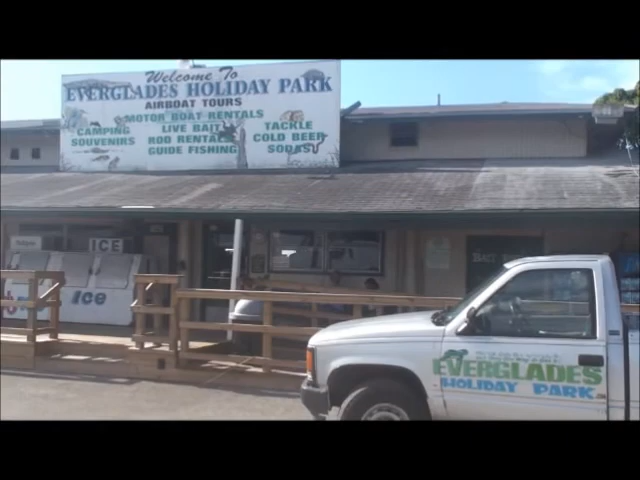 Welcome To
EVERGLADES HOLIDAY PARK
AIRBOAT TOURS
MOTOR BOAT RENTALS
CAMPING
SOUVENIRS
LIVE BAIT
ROD RENTALS
GUIDE FISHING
TACKLE
COLD BEER
SODAS
ICE
Ice
BAIT
EVERGLADES
HOLIDAY PARK